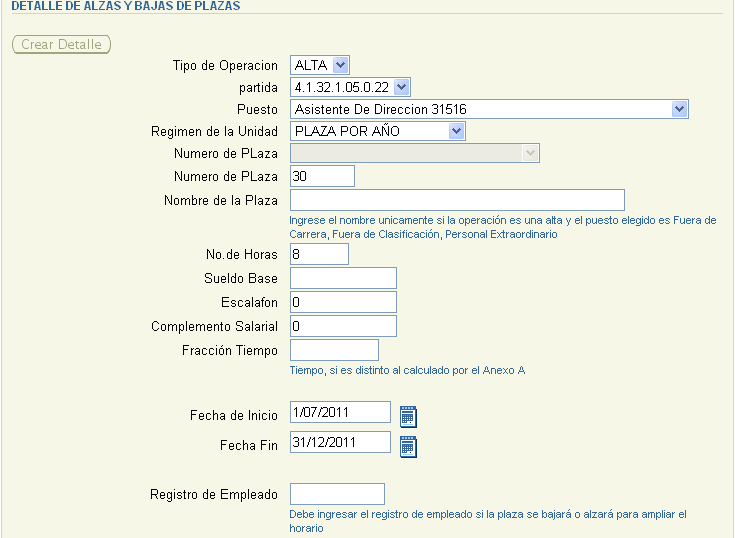 DETALLE DE ALZAS Y BAJAS DE PLAZAS
Crear Detalle
Tipo de Operacion ALTA
partida 4.1.32.1.05.0.22
Puesto Asistente De Direccion 31516
Regimen de la Unidad PLAZA POR AÑO
Numero de PLaza
Numero de PLaza 30
Nombre de la Plaza
Ingrese el nombre unicamente si la operación es una alta y el puesto elegido es Fuera de
Carrera, Fuera de Clasificación, Personal Extraordinario
No.de Horas 8
Sueldo Base
Escalafon 0
Complemento Salarial 0
Fracción Tiempo
Tiempo, si es distinto al calculado por el Anexo A
Fecha de Inicio 1/07/2011
Fecha Fin 31/12/2011
Registro de Empleado
Debe ingresar el registro de empleado si la plaza se bajará o alzará para ampliar el
horario